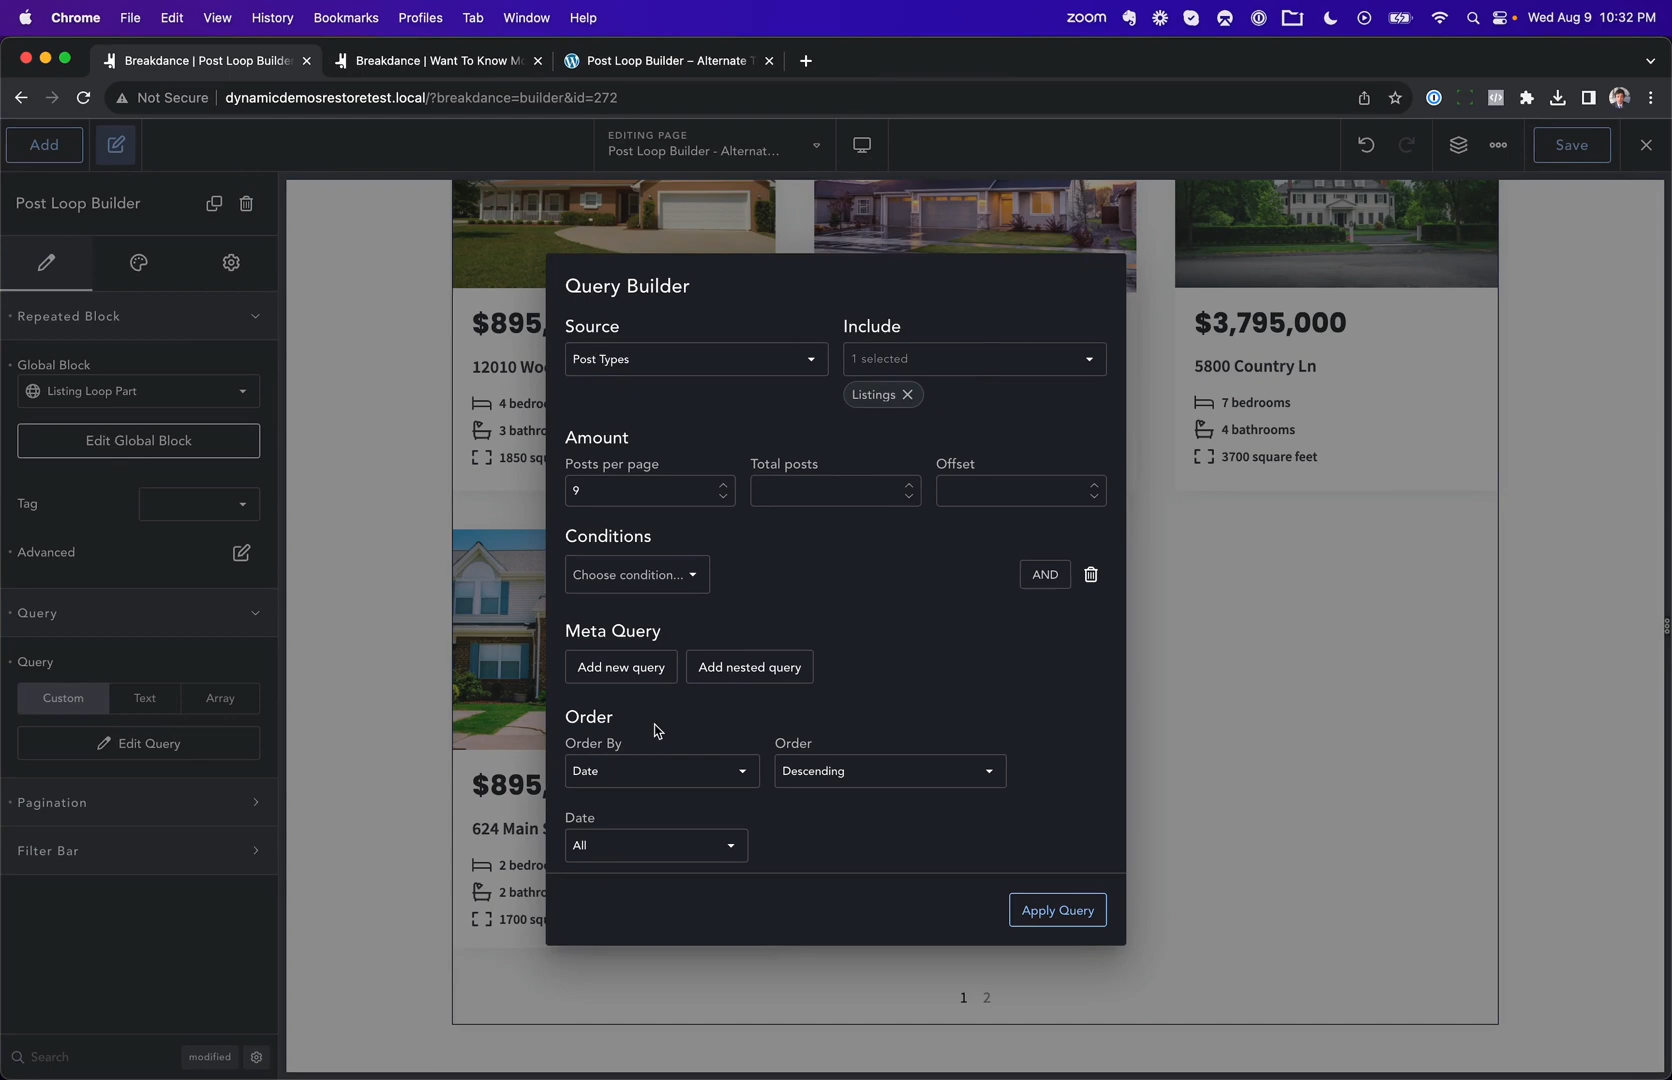 Chrome File Edit View History Bookmarks Profiles Tab Window Help
zoom Wed Aug 9 10:32 PM
Breakdance | Post Loop Builde
Breakdance | Want To Know Mo
Post Loop Builder – Alternate T
Not Secure dynamicdemosrestoretest.local/?breakdance=builder&id=272
Add
EDITING PAGE
Post Loop Builder - Alternat...
Save
Post Loop Builder
Repeated Block
Global Block
Listing Loop Part
Edit Global Block
Tag
Advanced
Query
Query
Custom Text Array
Edit Query
Pagination
Filter Bar
Search modified
$895,
12010 Wo
4 bedro
3 bathr
1850 sq
$3,795,000
5800 Country Ln
7 bedrooms
4 bathrooms
3700 square feet
$895,
624 Main S
2 bedro
2 bathr
1700 squ
1 2
Query Builder
Source Include
Post Types 1 selected
Listings
Amount
Posts per page Total posts Offset
9
Conditions
Choose condition... AND
Meta Query
Add new query Add nested query
Order
Order By Order
Date Descending
Date
All
Apply Query